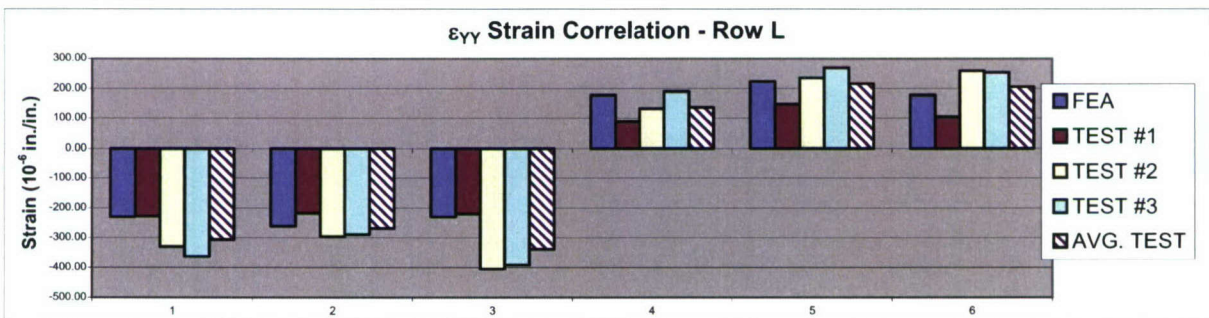 εYY Strain Correlation - Row L
Strain (10-6 in./in.)
300.00
200.00
100.00
0.00
-100.00
-200.00
-300.00
-400.00
-500.00
1 2 3 4 5 6
FEA
TEST #1
TEST #2
TEST #3
AVG. TEST